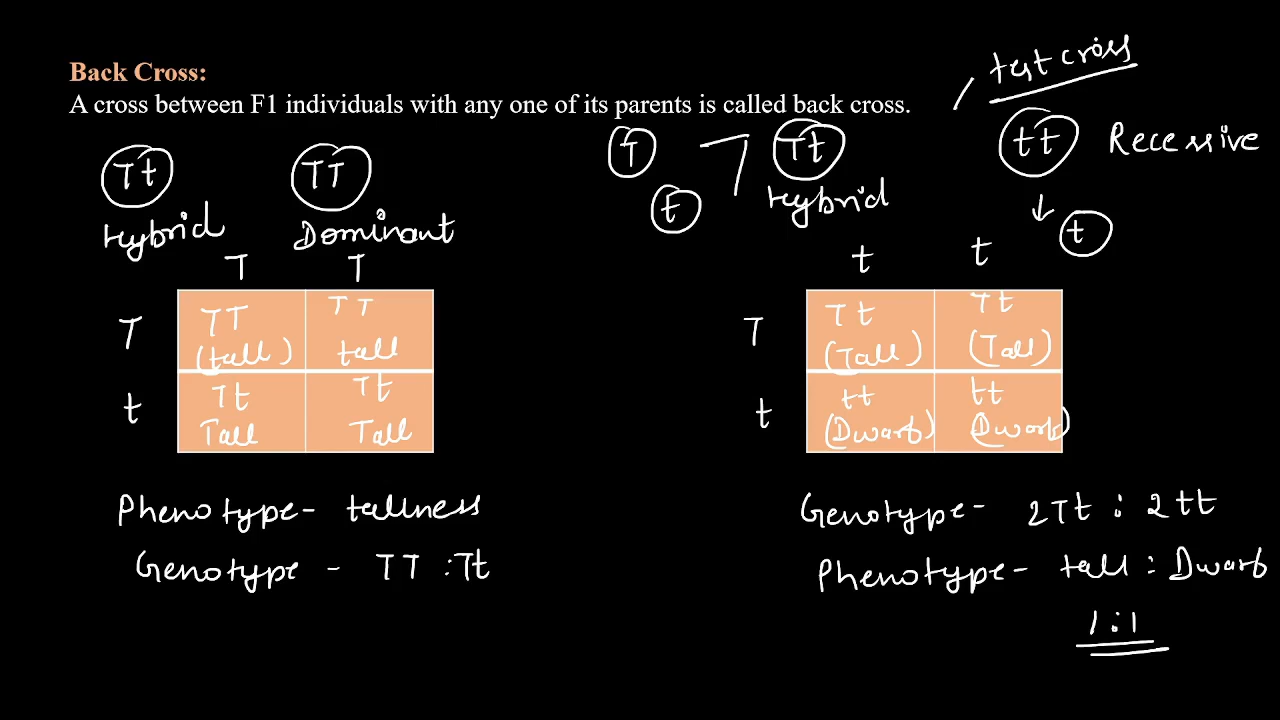 Back Cross:
A cross between F1 individuals with any one of its parents is called back cross.
test cross
Tt TT
Hybrid Dominant
T T
T TT TT
(tall) tall
t Tt Tt
Tall Tall
Phenotype - tallness
Genotype - TT : Tt
T Tt tt Recessive
t Hybrid t
t t
T Tt Tt
(Tall) (Tall)
t tt tt
(Dwarf) (Dwarf)
Genotype - 2Tt : 2tt
Phenotype - tall : Dwarf
1:1